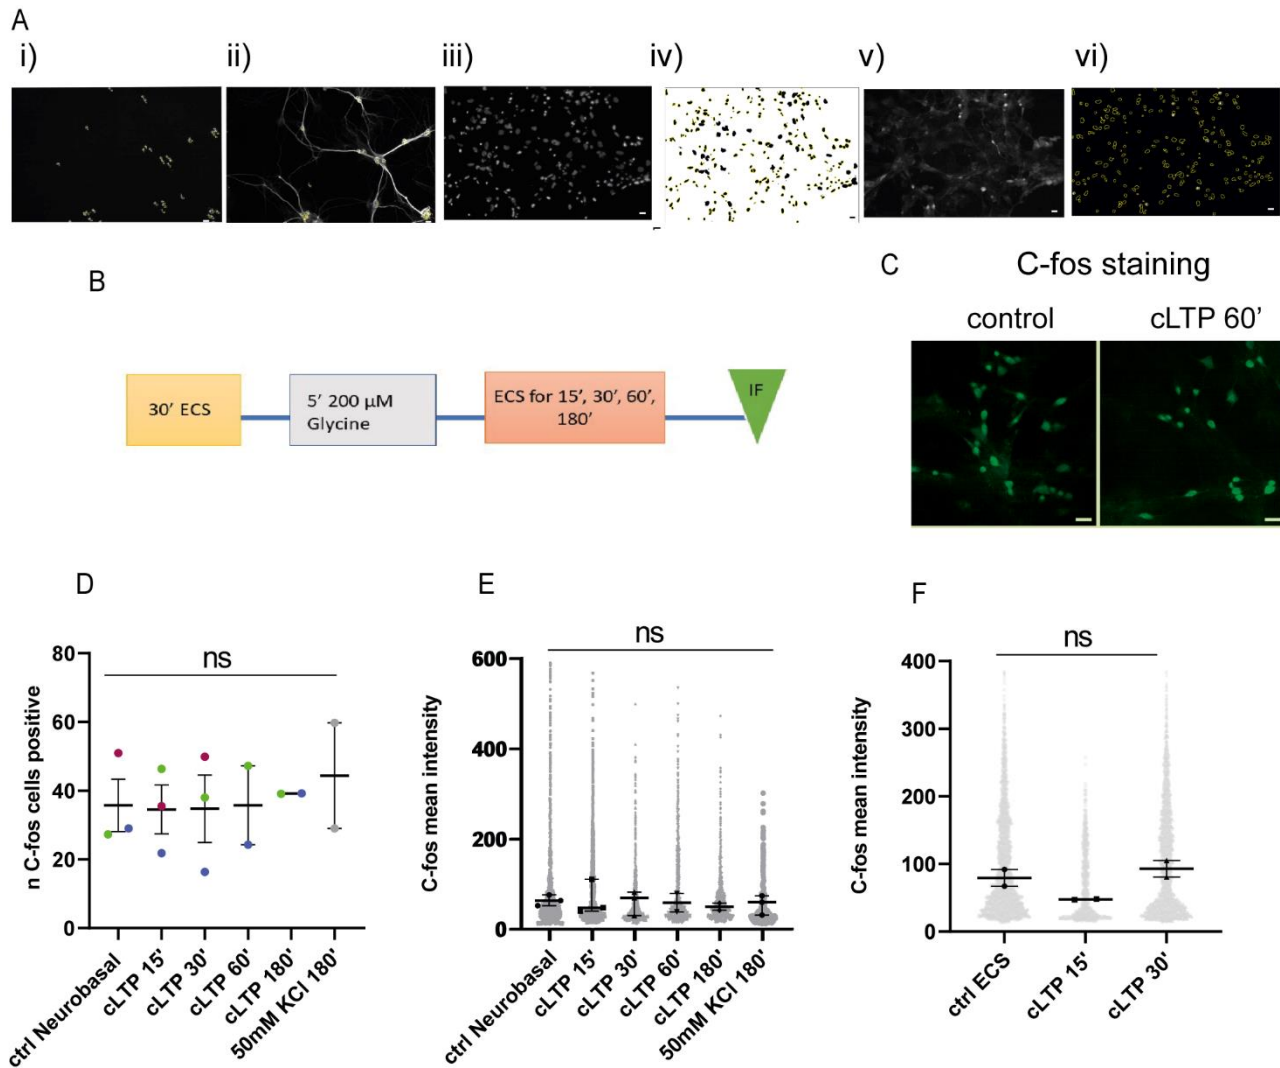 A
i)
ii)
iii)
iv)
v)
vi)
B
30' ECS
5' 200 µM
Glycine
ECS for 15', 30', 60',
180'
IF
C
C-fos staining
control
cLTP 60'
D
n C-fos cells positive
80
60
40
20
0
ns
ctrl Neurobasal
cLTP 15'
cLTP 30'
cLTP 60'
cLTP 180'
50mM KCl 180'
E
C-fos mean intensity
600
400
200
0
ns
ctrl Neurobasal
cLTP 15'
cLTP 30'
cLTP 60'
cLTP 180'
50mM KCl 180'
F
C-fos mean intensity
400
300
200
100
0
ns
ctrl ECS
cLTP 15'
cLTP 30'